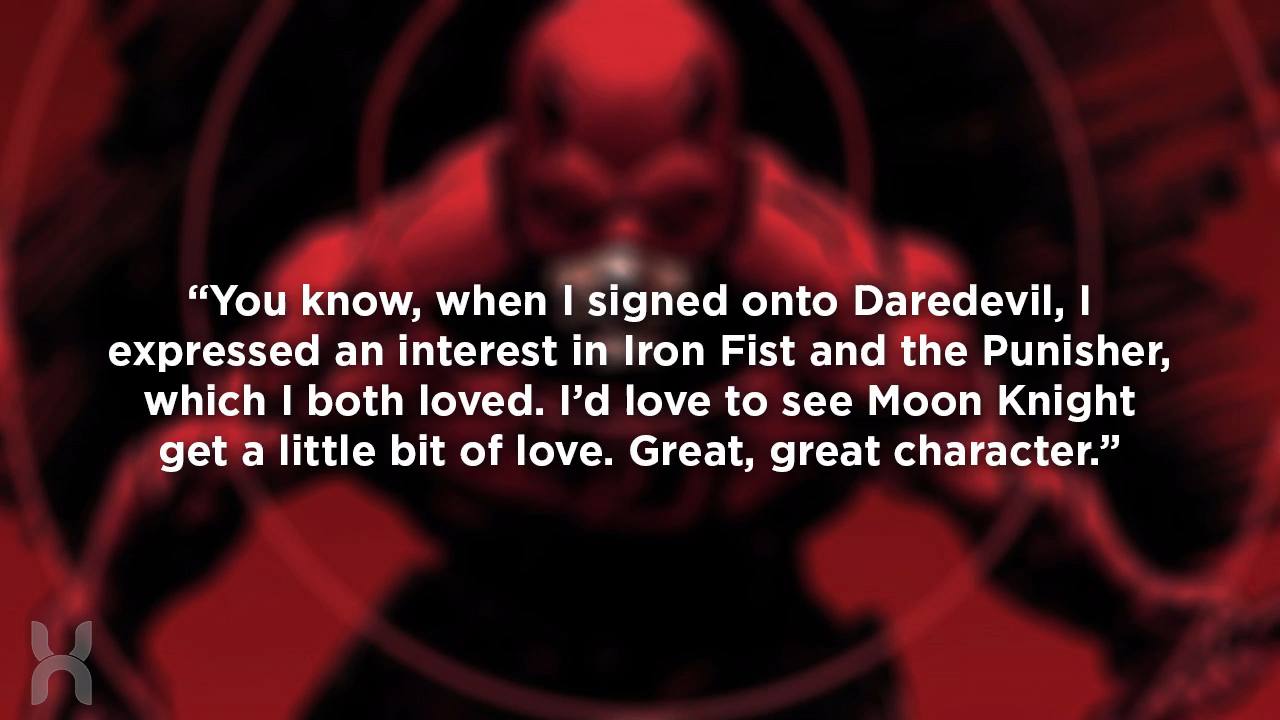 “You know, when I signed onto Daredevil, I
expressed an interest in Iron Fist and the Punisher,
which I both loved. I’d love to see Moon Knight
get a little bit of love. Great, great character.”